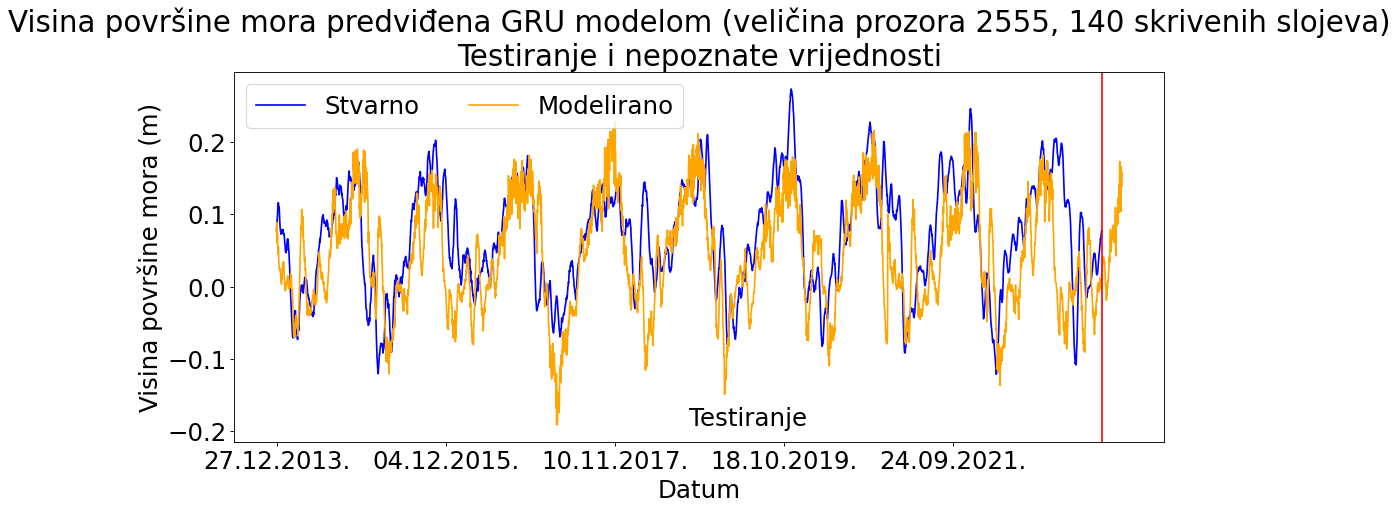 Visina površine mora predviđena GRU modelom (veličina prozora 2555, 140 skrivenih slojeva)
Testiranje i nepoznate vrijednosti
Stvarno Modelirano
Visina površine mora (m)
0.2
0.1
0.0
−0.1
−0.2
Testiranje
27.12.2013. 04.12.2015. 10.11.2017. 18.10.2019. 24.09.2021.
Datum